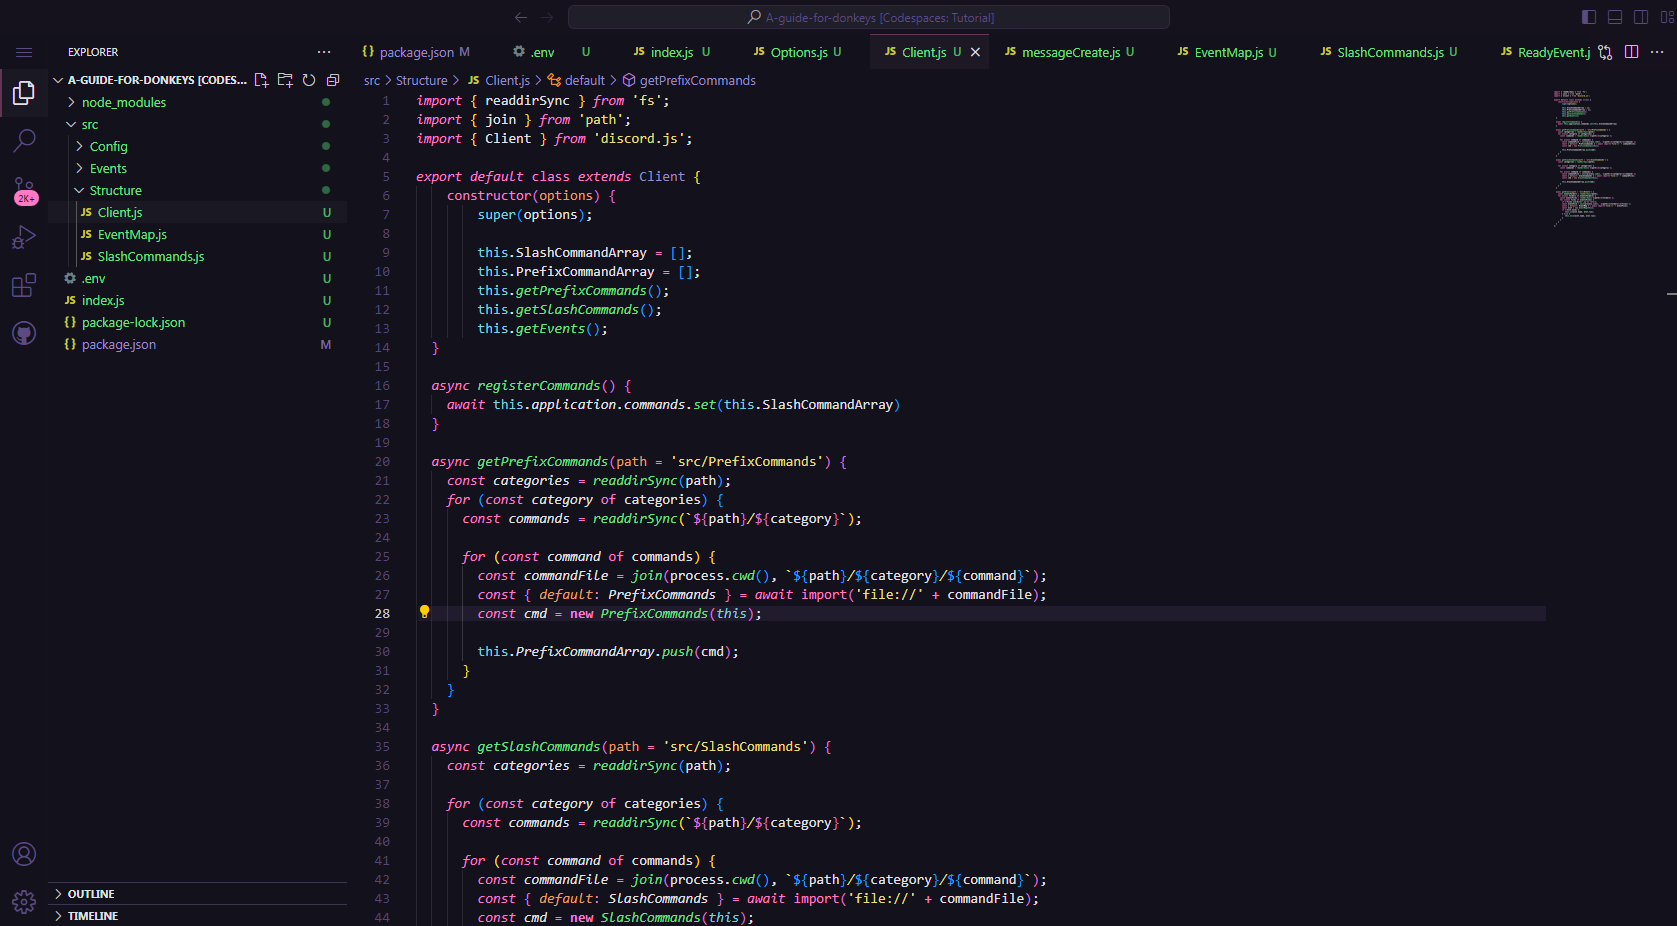 A-guide-for-donkeys [Codespaces: Tutorial]
EXPLORER
{} package.json M
.env U
JS index.js U
JS Options.js U
JS Client.js U
JS messageCreate.js U
JS EventMap.js U
JS SlashCommands.js U
JS ReadyEvent.j
A-GUIDE-FOR-DONKEYS [CODES...
src > Structure > JS Client.js > default > getPrefixCommands
node_modules
src
Config
Events
Structure
JS Client.js U
JS EventMap.js U
JS SlashCommands.js U
.env U
JS index.js U
{} package-lock.json U
{} package.json M
2K+
OUTLINE
TIMELINE
1 import { readdirSync } from 'fs';
2 import { join } from 'path';
3 import { Client } from 'discord.js';
4
5 export default class extends Client {
6 constructor(options) {
7 super(options);
8
9 this.SlashCommandArray = [];
10 this.PrefixCommandArray = [];
11 this.getPrefixCommands();
12 this.getSlashCommands();
13 this.getEvents();
14 }
15
16 async registerCommands() {
17 await this.application.commands.set(this.SlashCommandArray)
18 }
19
20 async getPrefixCommands(path = 'src/PrefixCommands') {
21 const categories = readdirSync(path);
22 for (const category of categories) {
23 const commands = readdirSync(`${path}/${category}`);
24
25 for (const command of commands) {
26 const commandFile = join(process.cwd(), `${path}/${category}/${command}`);
27 const { default: PrefixCommands } = await import('file://' + commandFile);
28 const cmd = new PrefixCommands(this);
29
30 this.PrefixCommandArray.push(cmd);
31 }
32 }
33 }
34
35 async getSlashCommands(path = 'src/SlashCommands') {
36 const categories = readdirSync(path);
37
38 for (const category of categories) {
39 const commands = readdirSync(`${path}/${category}`);
40
41 for (const command of commands) {
42 const commandFile = join(process.cwd(), `${path}/${category}/${command}`);
43 const { default: SlashCommands } = await import('file://' + commandFile);
44 const cmd = new SlashCommands(this);